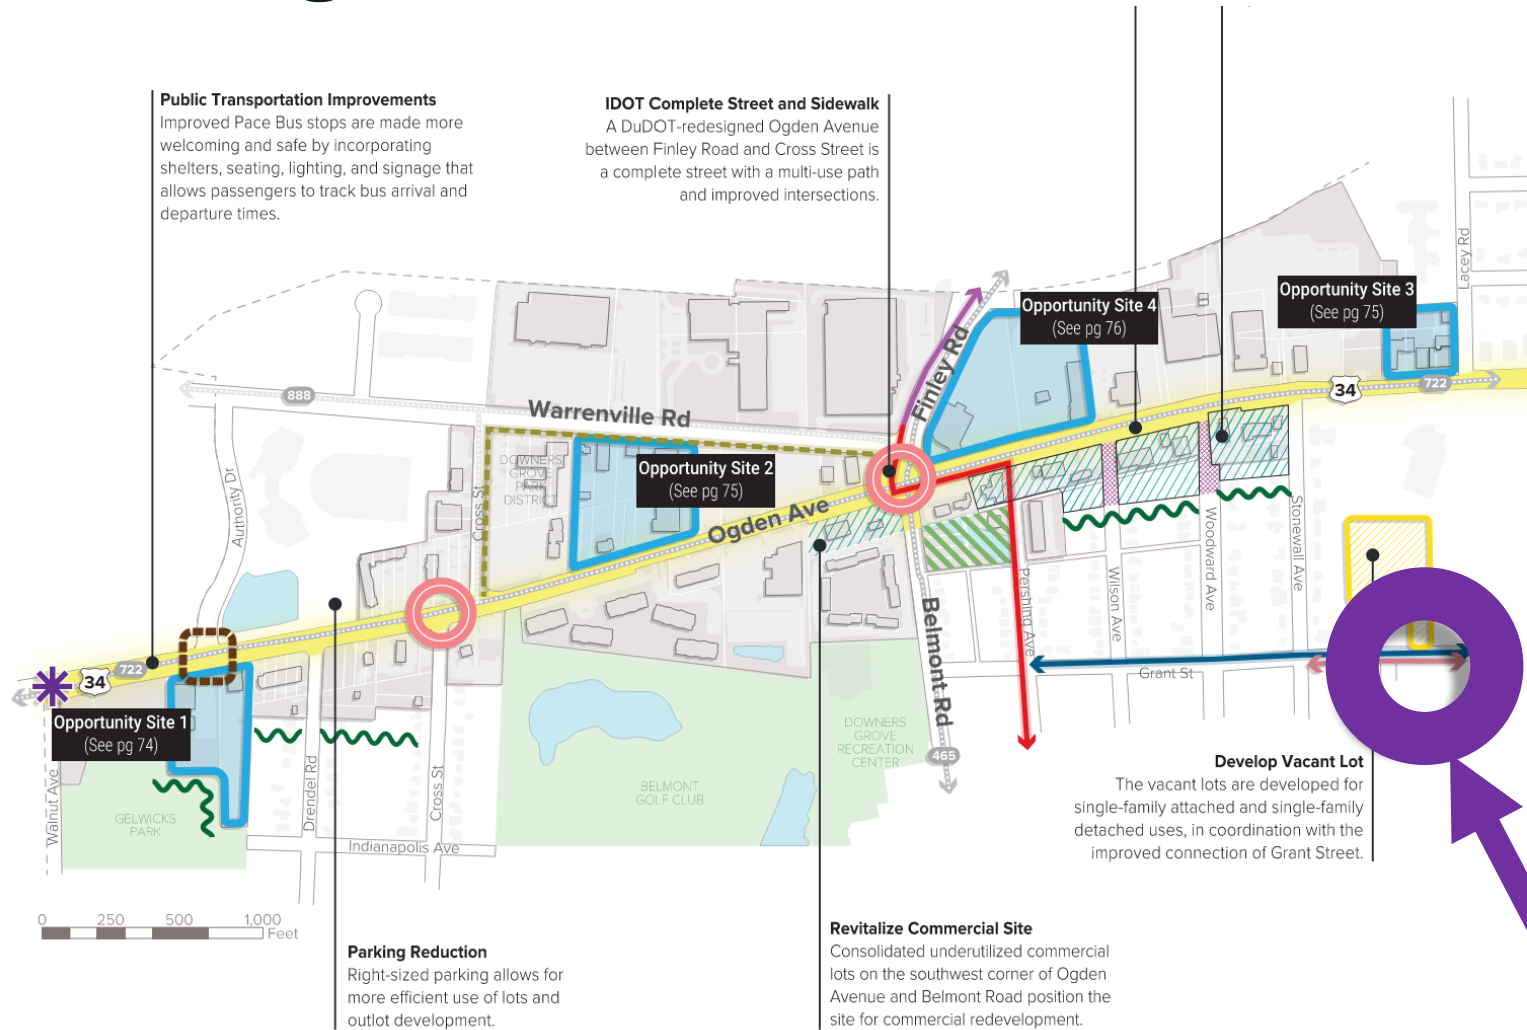 Public Transportation Improvements
Improved Pace Bus stops are made more
welcoming and safe by incorporating
shelters, seating, lighting, and signage that
allows passengers to track bus arrival and
departure times.
IDOT Complete Street and Sidewalk
A DuDOT-redesigned Ogden Avenue
between Finley Road and Cross Street is
a complete street with a multi-use path
and improved intersections.
Lacey Rd
Opportunity Site 4
(See pg 76)
Opportunity Site 3
(See pg 75)
Finley Rd
34
722
888
Warrenville Rd
DOWNERS
GROVE
PARK
DISTRICT
Opportunity Site 2
(See pg 75)
Authority Dr
Cross St
Ogden Ave
Stonewall Ave
Woodward Ave
Wilson Ave
Pershing Ave
Belmont Rd
Grant St
722
34
Opportunity Site 1
(See pg 74)
DOWNERS
GROVE
RECREATION
CENTER
465
BELMONT
GOLF CLUB
Walnut Ave
GELWICKS
PARK
Drendel Rd
Cross St
Indianapolis Ave
Develop Vacant Lot
The vacant lots are developed for
single-family attached and single-family
detached uses, in coordination with the
improved connection of Grant Street.
0 250 500 1,000
Feet
Parking Reduction
Right-sized parking allows for
more efficient use of lots and
outlot development.
Revitalize Commercial Site
Consolidated underutilized commercial
lots on the southwest corner of Ogden
Avenue and Belmont Road position the
site for commercial redevelopment.